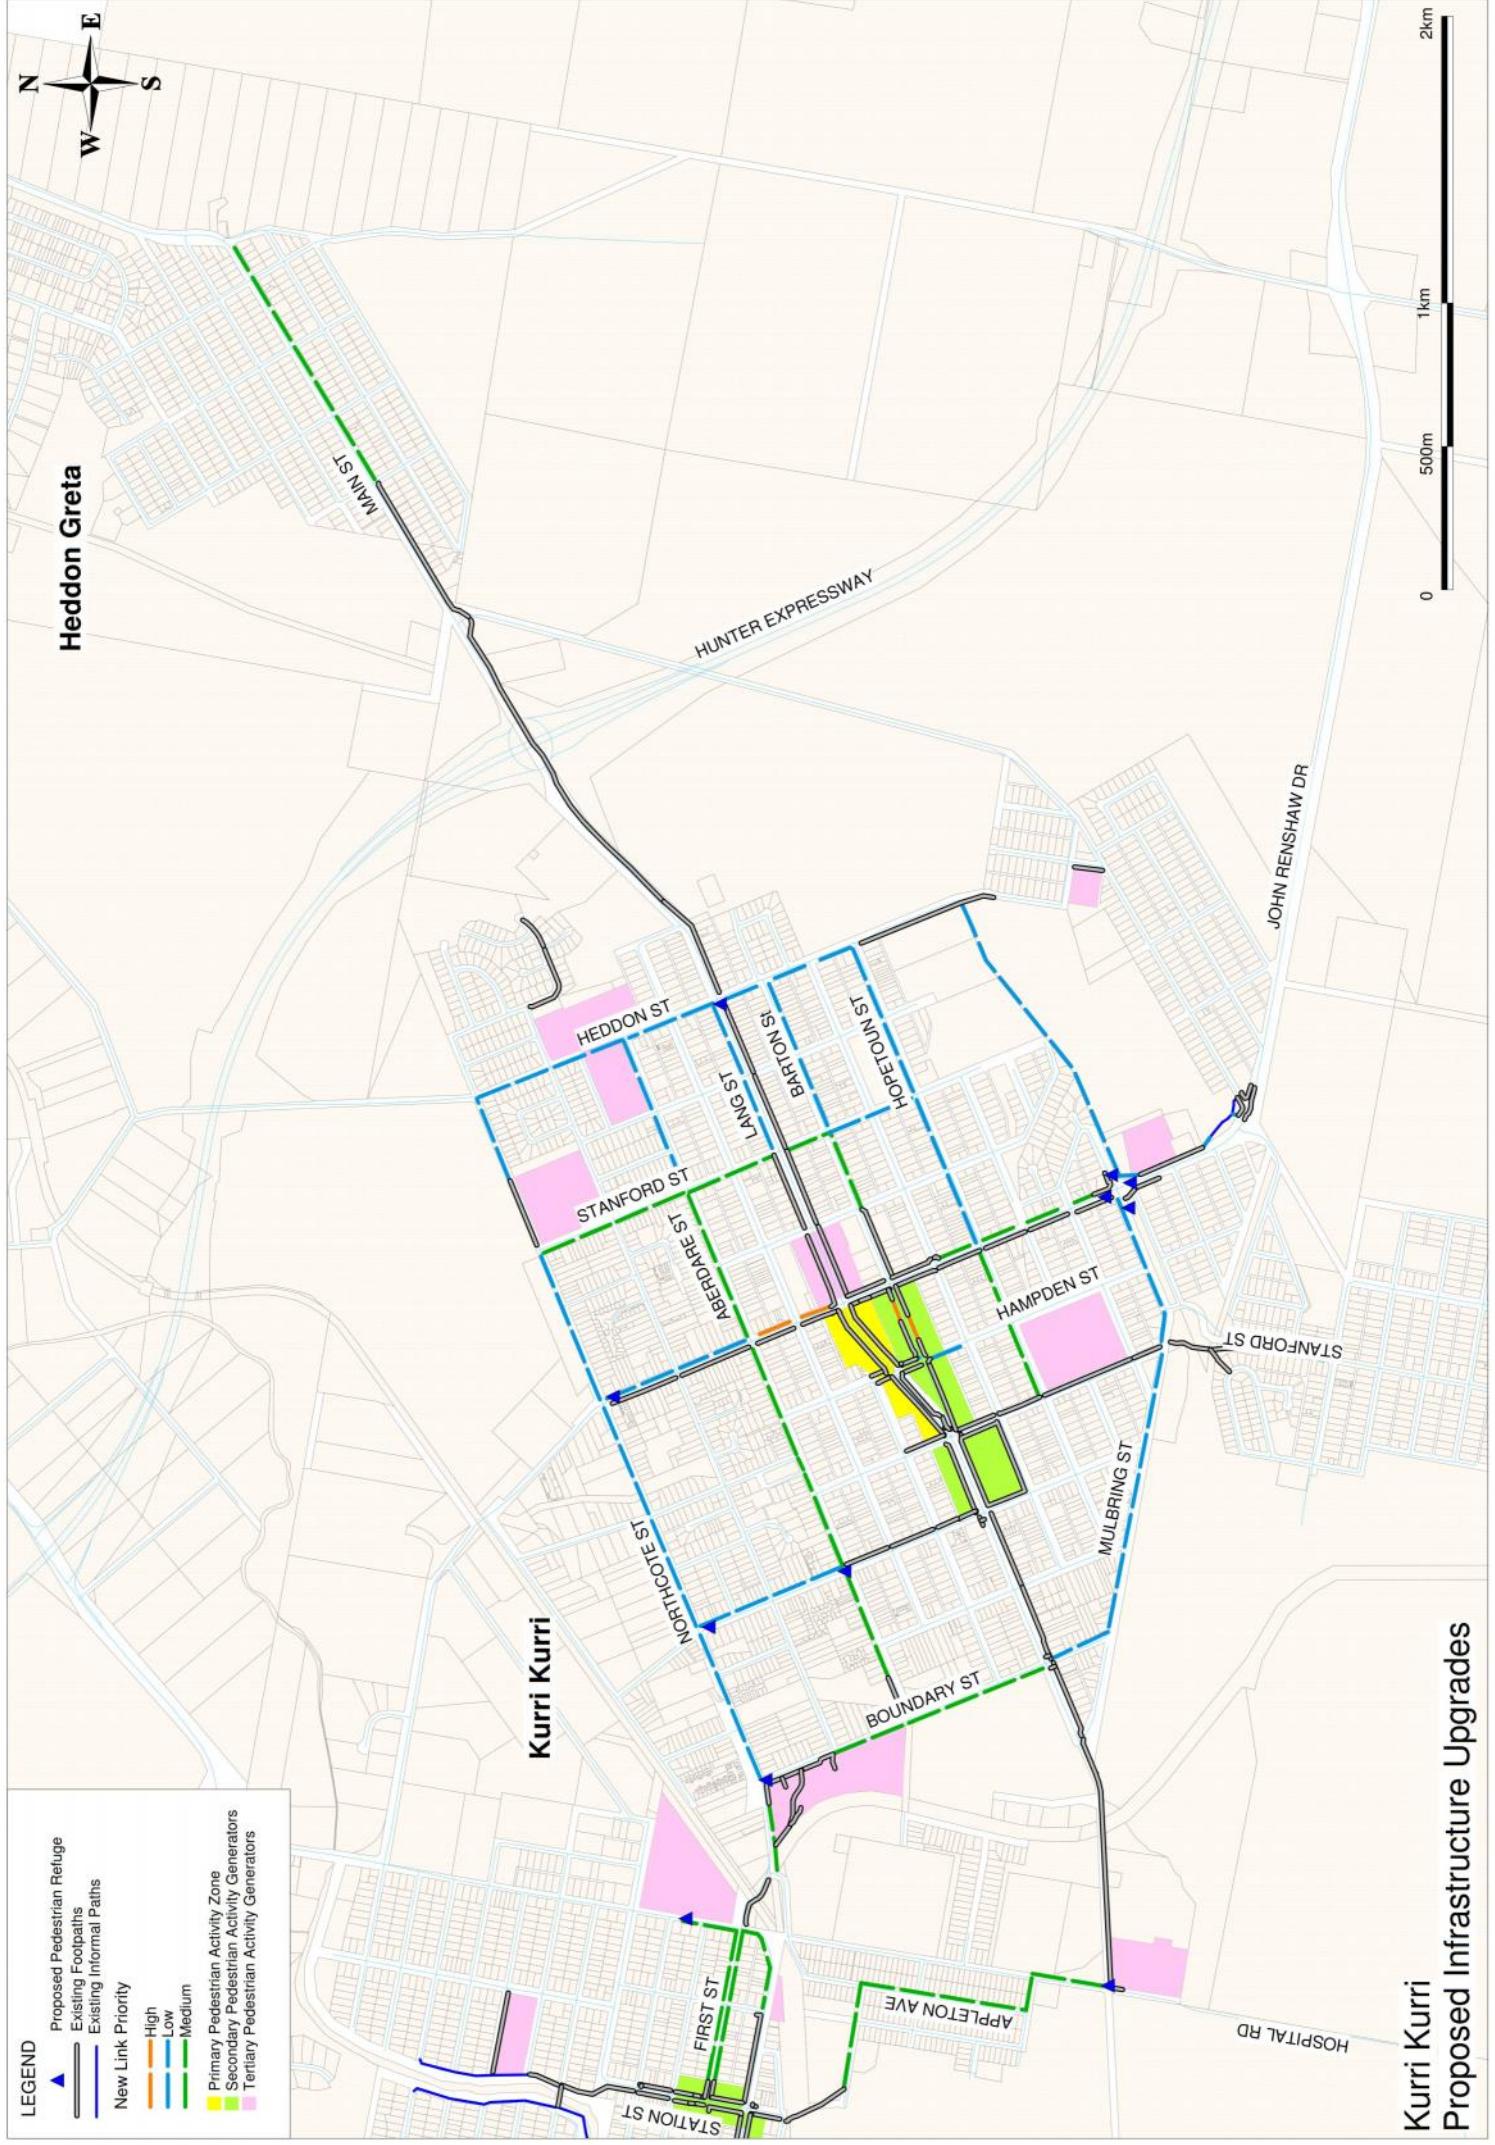 LEGEND
Proposed Pedestrian Refuge
Existing Footpaths
Existing Informal Paths
New Link Priority
High
Low
Medium
Primary Pedestrian Activity Zone
Secondary Pedestrian Activity Generators
Tertiary Pedestrian Activity Generators
N
W
E
S
Heddon Greta
MAIN ST
HUNTER EXPRESSWAY
Kurri Kurri
HEDDON ST
LANG ST
BARTON St
HOPETOUN ST
STANFORD ST
ABERDARE ST
HAMPDEN ST
NORTHCOTE ST
BOUNDARY ST
MULBRING ST
STANFORD ST
JOHN RENSHAW DR
FIRST ST
STATION ST
APPLETON AVE
HOSPITAL RD
0
500m
1km
2km
Kurri Kurri
Proposed Infrastructure Upgrades